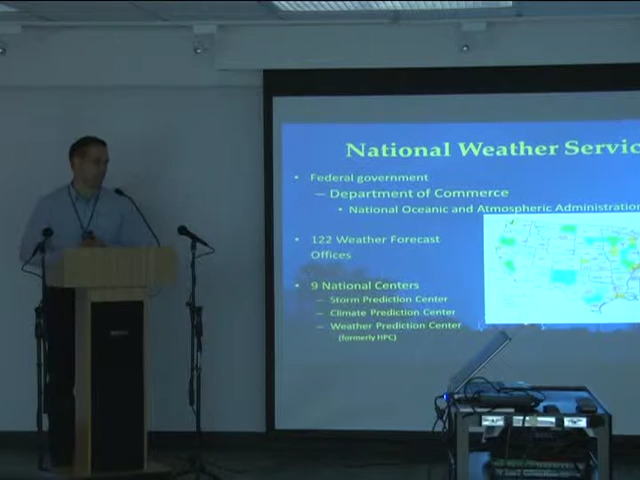 National Weather Servic
• Federal government
– Department of Commerce
• National Oceanic and Atmospheric Administration
• 122 Weather Forecast
Offices
• 9 National Centers
– Storm Prediction Center
– Climate Prediction Center
– Weather Prediction Center
(formerly HPC)